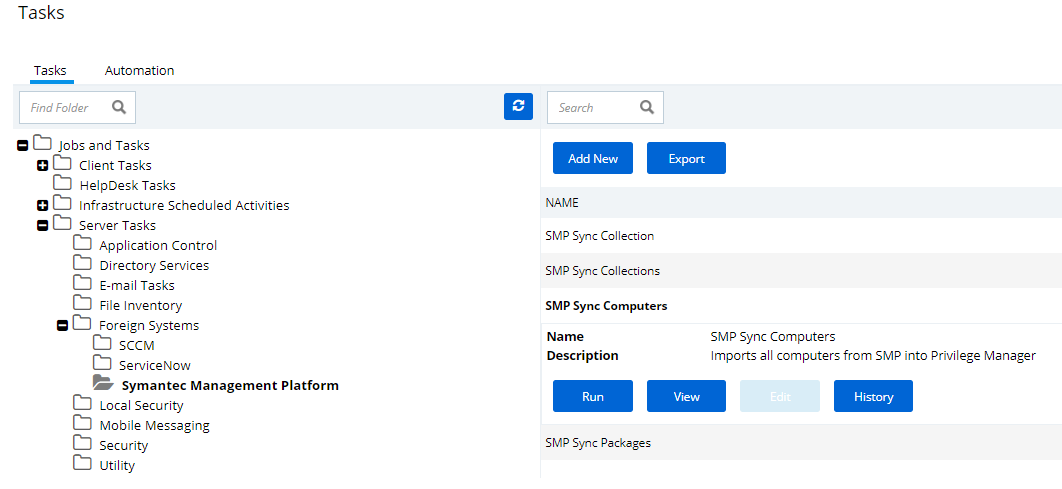 Tasks
Tasks
Automation
Find Folder
Jobs and Tasks
Client Tasks
HelpDesk Tasks
Infrastructure Scheduled Activities
Server Tasks
Application Control
Directory Services
E-mail Tasks
File Inventory
Foreign Systems
SCCM
ServiceNow
Symantec Management Platform
Local Security
Mobile Messaging
Security
Utility
Search
Add New
Export
NAME
SMP Sync Collection
SMP Sync Collections
SMP Sync Computers
Name SMP Sync Computers
Description Imports all computers from SMP into Privilege Manager
Run
View
Edit
History
SMP Sync Packages